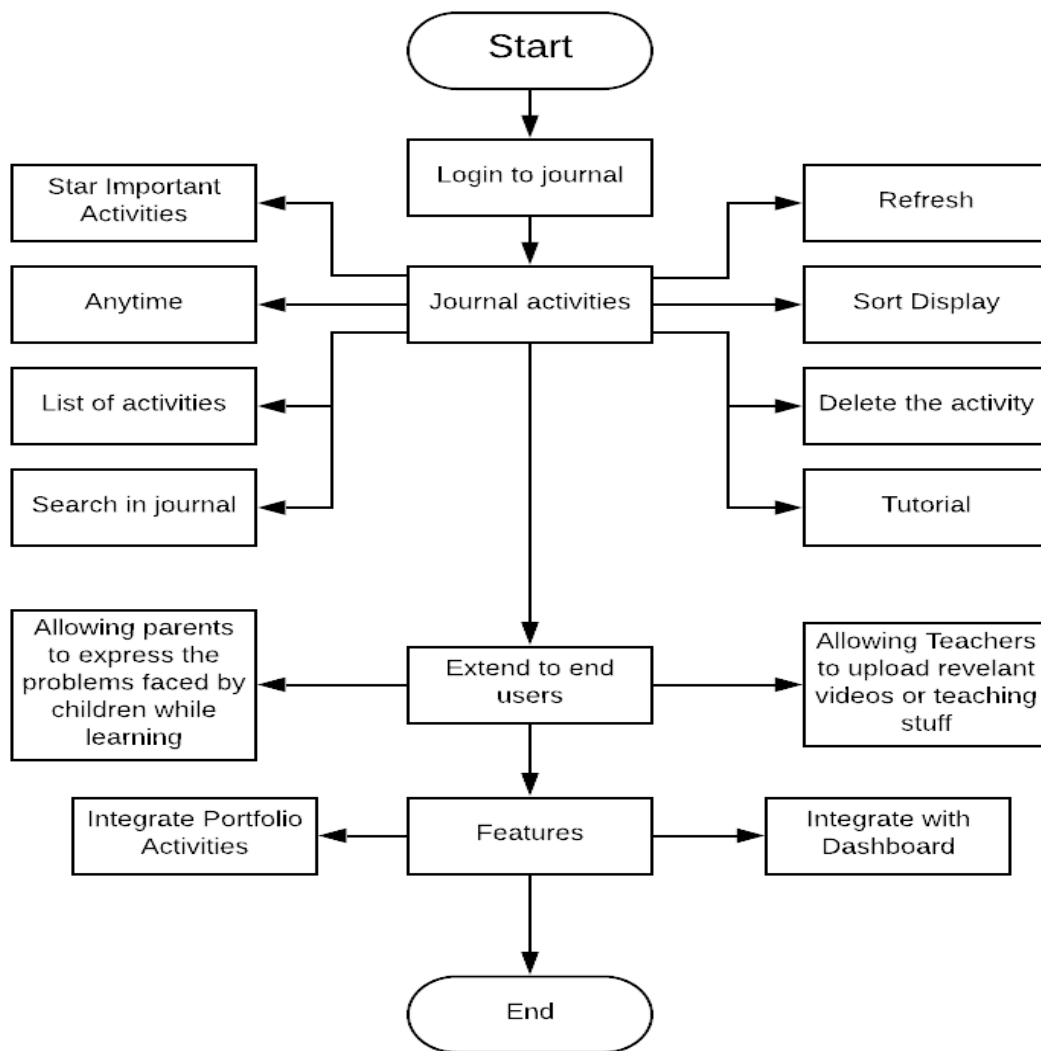 Start
Login to journal
Star Important
Activities
Refresh
Anytime
Journal activities
Sort Display
List of activities
Delete the activity
Search in journal
Tutorial
Allowing parents
to express the
problems faced by
children while
learning
Extend to end
users
Allowing Teachers
to upload revelant
videos or teaching
stuff
Integrate Portfolio
Activities
Features
Integrate with
Dashboard
End